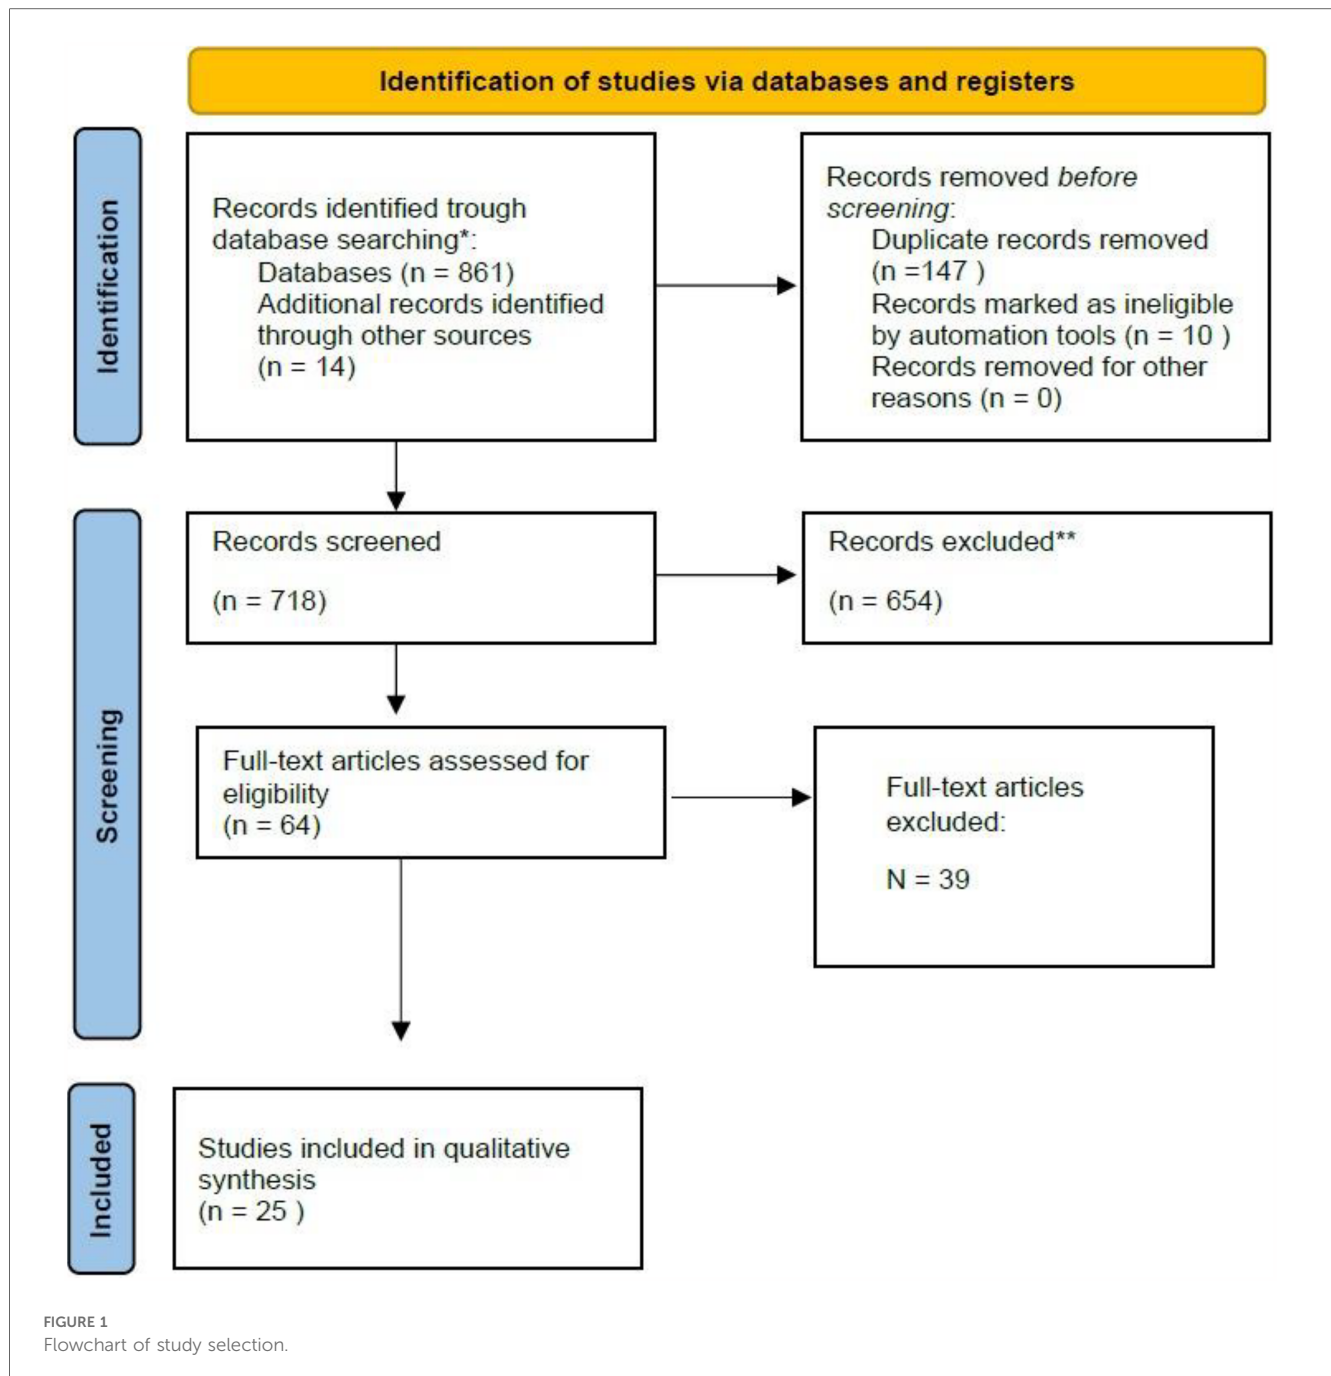 Identification of studies via databases and registers
Identification
Records identified trough
database searching*:
Databases (n = 861)
Additional records identified
through other sources
(n = 14)
Records removed before
screening:
Duplicate records removed
(n =147 )
Records marked as ineligible
by automation tools (n = 10 )
Records removed for other
reasons (n = 0)
Screening
Records screened
(n = 718)
Records excluded**
(n = 654)
Full-text articles assessed for
eligibility
(n = 64)
Full-text articles
excluded:
N = 39
Included
Studies included in qualitative
synthesis
(n = 25 )
FIGURE 1
Flowchart of study selection.